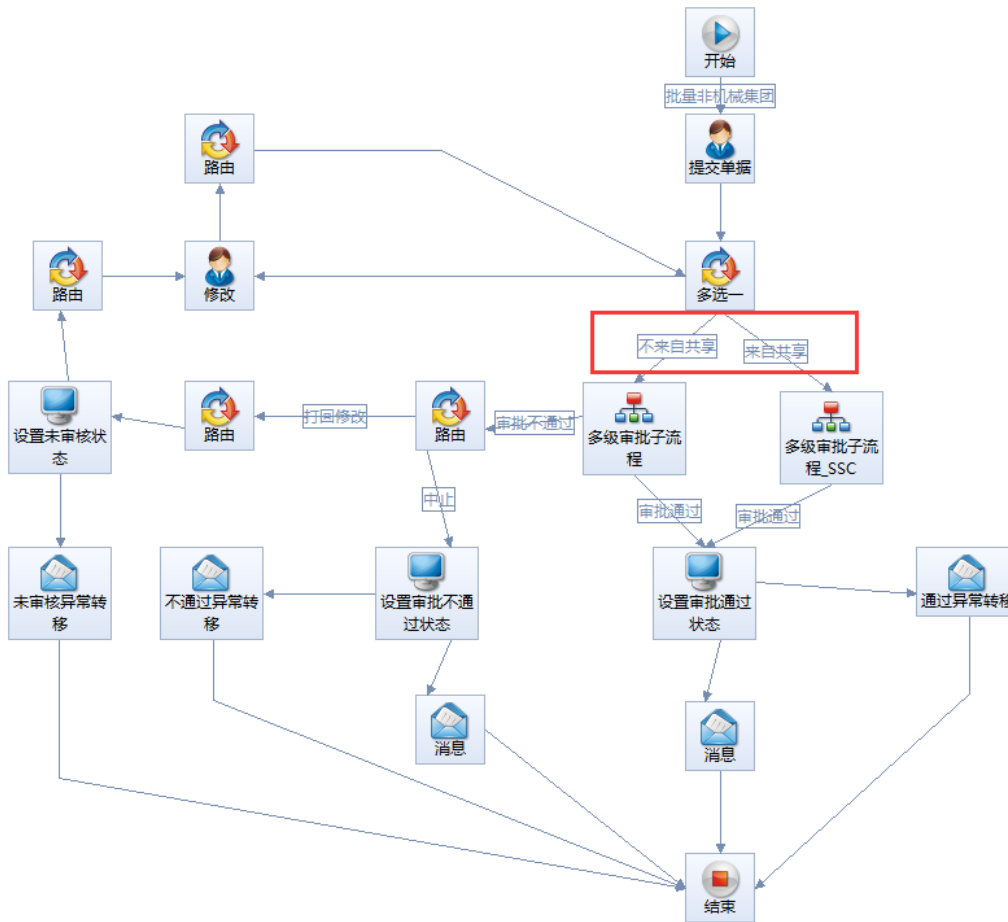 开始
批量非机械集团
提交单据
路由
路由
修改
多选一
不来自共享
来自共享
设置未审核状
态
路由
打回修改
路由
审批不通过
多级审批子流
程
多级审批子流
程_SSC
中止
审批通过
审批通过
未审核异常转
移
不通过异常转
移
设置审批不通
过状态
设置审批通过
状态
通过异常转移
消息
消息
结束